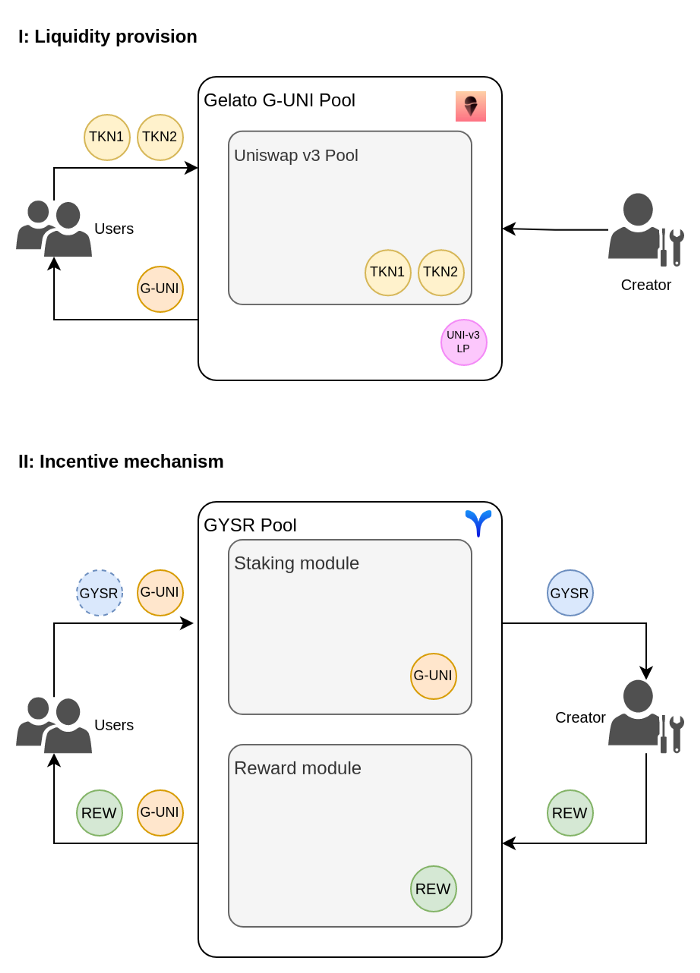 I: Liquidity provision
Gelato G-UNI Pool
TKN1 TKN2
Uniswap v3 Pool
Users
TKN1 TKN2
G-UNI
Creator
UNI-v3
LP
II: Incentive mechanism
GYSR Pool
Staking module
GYSR G-UNI
GYSR
G-UNI
Users
Creator
Reward module
REW G-UNI
REW
REW